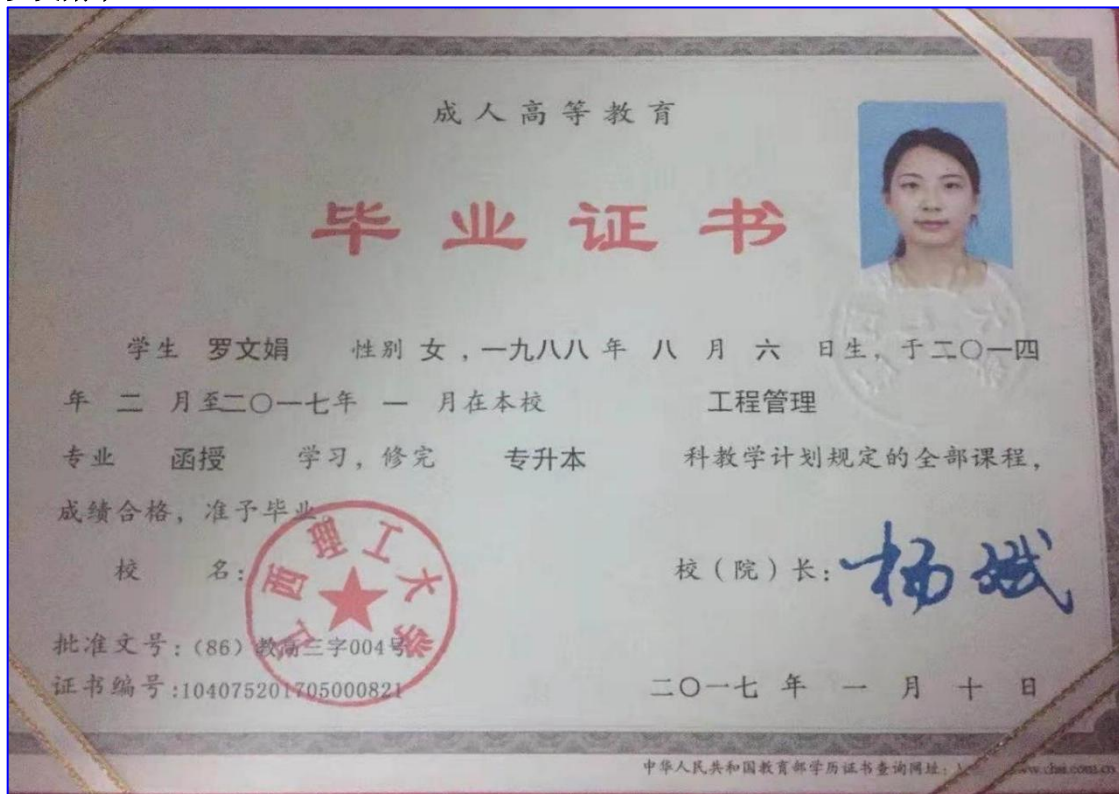 成人高等教育
毕业证书
学生 罗文娟 性别 女 ,一九八八 年 八 月 六 日生, 于二〇一四
年 二 月至二〇一七年 一 月在本校 工程管理
专业 函授 学习, 修完 专升本 科教学计划规定的全部课程,
成绩合格, 准予毕业。
校 名: 江西理工大学
校(院)长: 杨斌
批准文号:(86)教高三字004号
证书编号:104075201705000821
二〇一七 年 一 月 十 日
中华人民共和国教育部学历证书查询网址: